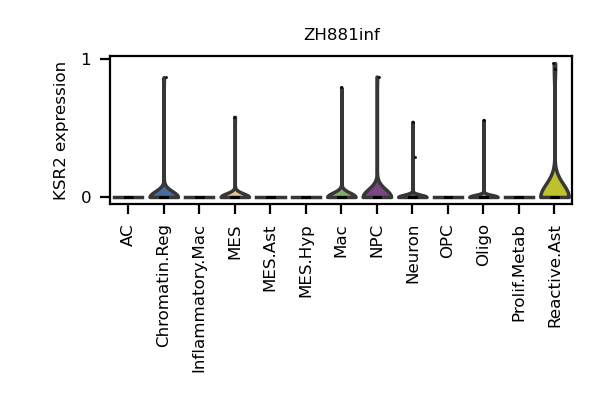 ZH881inf
KSR2 expression
1
0
AC
Chromatin.Reg
Inflammatory.Mac
MES
MES.Ast
MES.Hyp
Mac
NPC
Neuron
OPC
Oligo
Prolif.Metab
Reactive.Ast